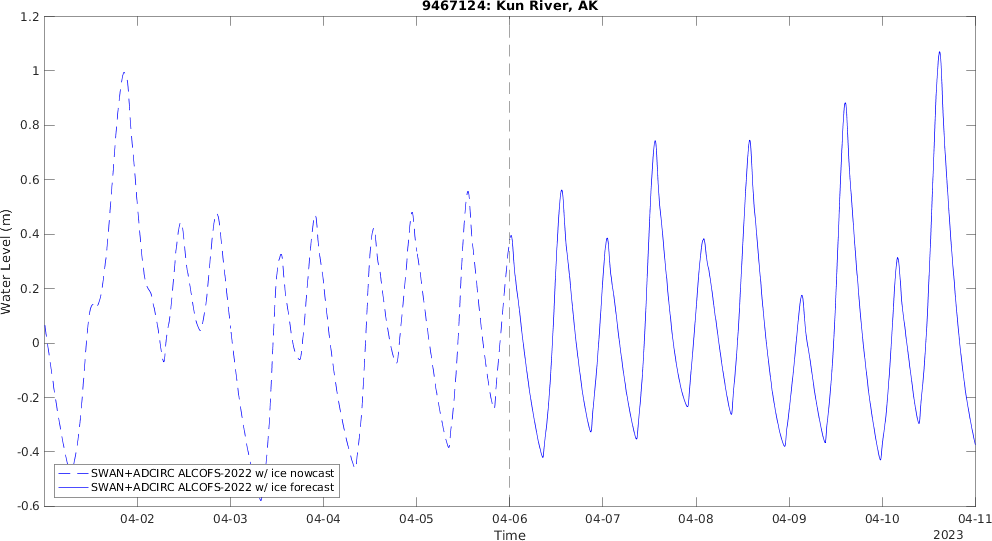 9467124: Kun River, AK
Water Level (m)
1.2
1
0.8
0.6
0.4
0.2
0
-0.2
-0.4
-0.6
SWAN+ADCIRC ALCOFS-2022 w/ ice nowcast
SWAN+ADCIRC ALCOFS-2022 w/ ice forecast
04-02 04-03 04-04 04-05 04-06 04-07 04-08 04-09 04-10 04-11
Time
2023